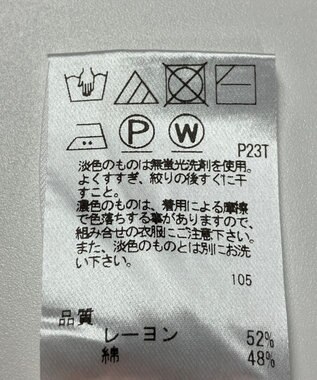 P W P23T
淡色のものは無蛍光洗剤を使用。
よくすすぎ、絞りの後すぐに干
すこと。
濃色のものは、着用による摩擦
で色落ちする事がありますので、
組み合せの衣服にご注意下さい。
また、淡色のものとは別にお洗
い下さい。
105
品質
レーヨン 52%
綿 48%